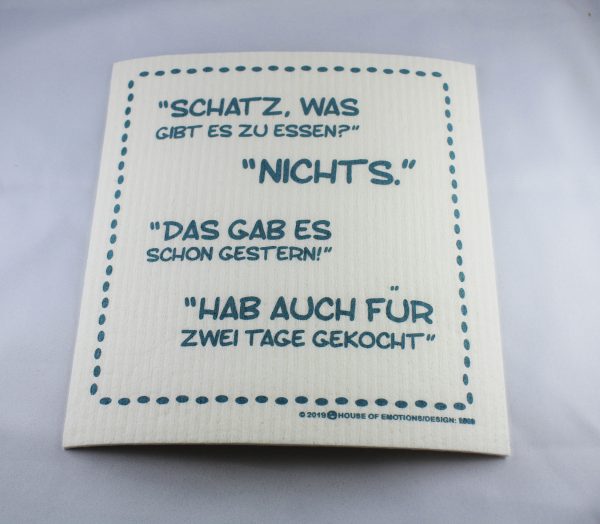 "SCHATZ, WAS
GIBT ES ZU ESSEN?"
"NICHTS."
"DAS GAB ES
SCHON GESTERN!"
"HAB AUCH FÜR
ZWEI TAGE GEKOCHT"
© 2019 HOUSE OF EMOTIONS/DESIGN: